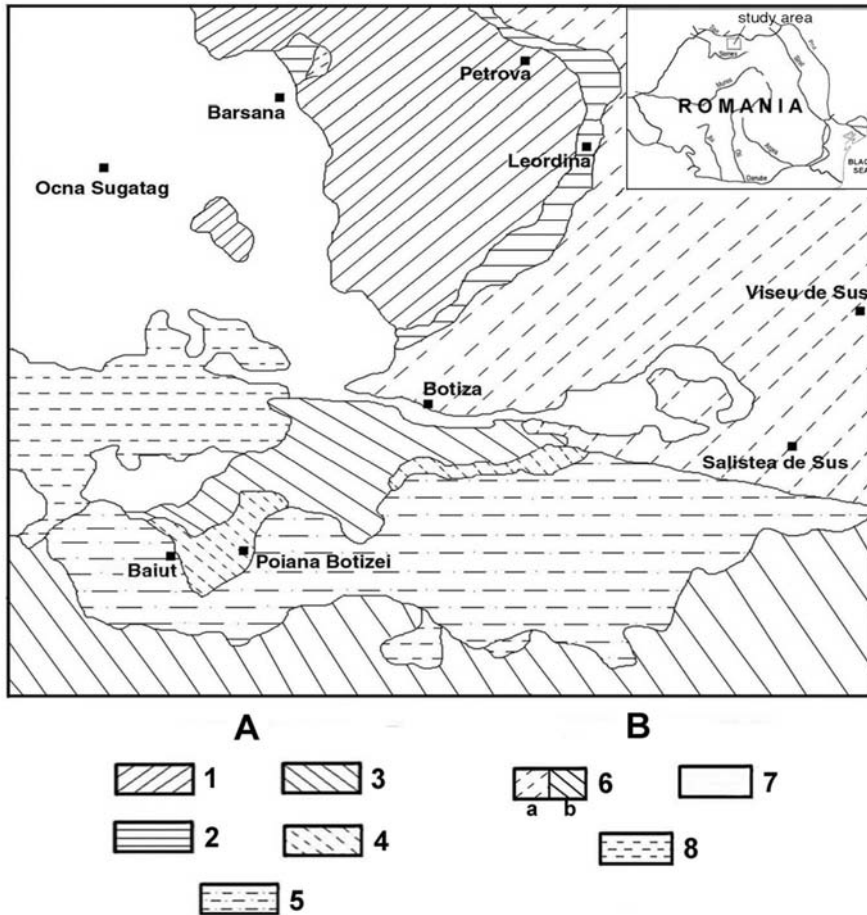 study area
Petrova
Barsana
ROMANIA
Leordina
Ocna Sugatag
Danube
BLAC
SEA
Viseu de Sus
Botiza
Salistea de Sus
Baiut
Poiana Botizei
A
B
1
3
6
7
a
b
2
4
8
5